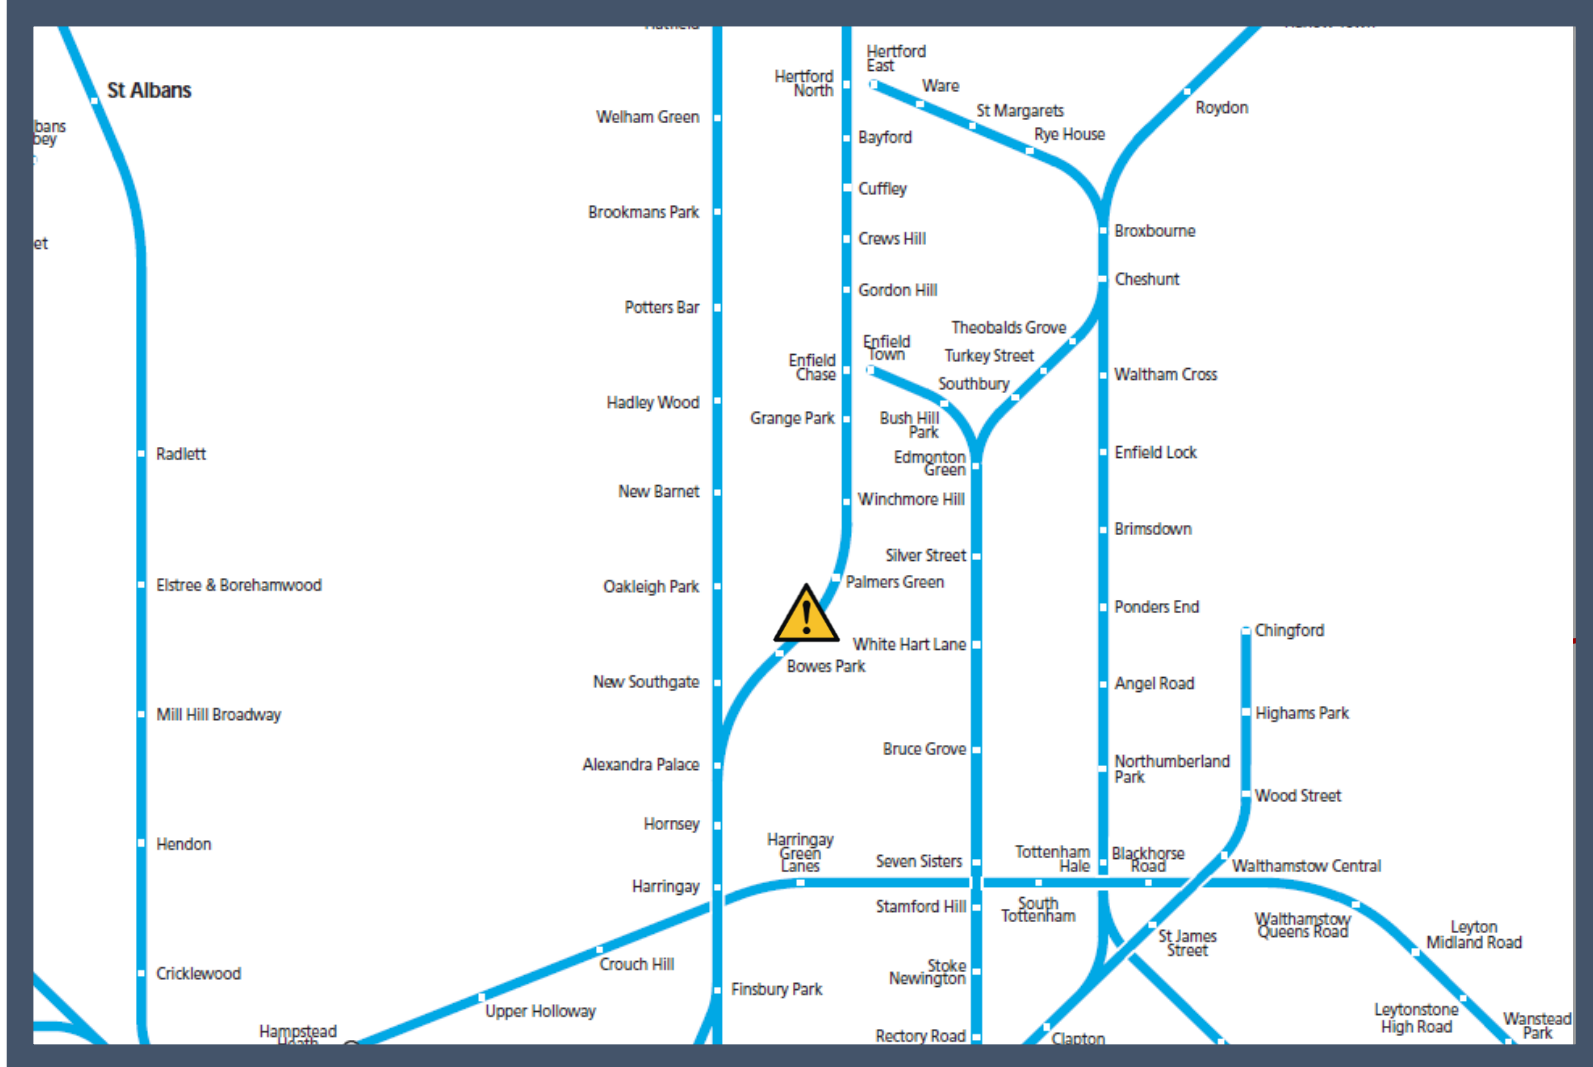 St Albans
Hertford
East
Hertford
North
Ware
St Margarets
Rye House
Roydon
Welham Green
Bayford
Cuffley
Brookmans Park
Crews Hill
Broxbourne
Cheshunt
Gordon Hill
Potters Bar
Theobalds Grove
Enfield
Town
Turkey Street
Enfield
Chase
Southbury
Waltham Cross
Hadley Wood
Grange Park
Bush Hill
Park
Radlett
Edmonton
Green
Enfield Lock
New Barnet
Winchmore Hill
Brimsdown
Silver Street
Elstree & Borehamwood
Oakleigh Park
Palmers Green
Ponders End
!
Chingford
White Hart Lane
Bowes Park
New Southgate
Angel Road
Mill Hill Broadway
Highams Park
Bruce Grove
Alexandra Palace
Northumberland
Park
Wood Street
Hornsey
Hendon
Harringay
Green
Lanes
Seven Sisters
Tottenham
Hale
Blackhorse
Road
Walthamstow Central
Harringay
Stamford Hill
South
Tottenham
Walthamstow
Queens Road
St James
Street
Leyton
Midland Road
Crouch Hill
Stoke
Newington
Cricklewood
Finsbury Park
Upper Holloway
Leytonstone
High Road
Wanstead
Park
Hampstead
Rectory Road
Clapton